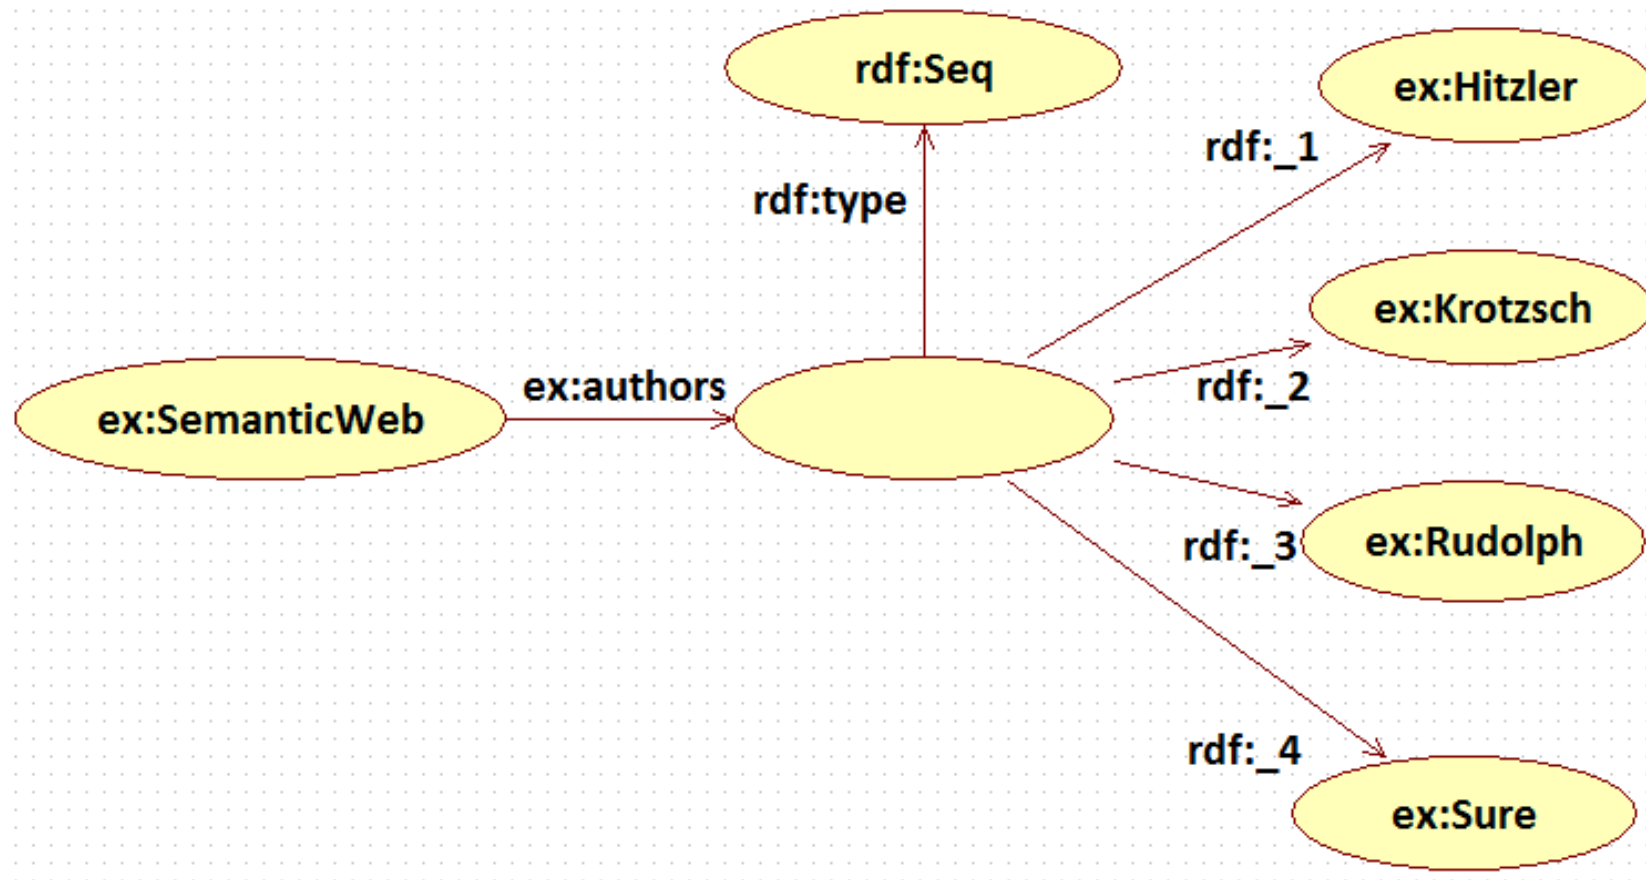 rdf:Seq
ex:Hitzler
rdf:_1
rdf:type
ex:Krotzsch
rdf:_2
ex:authors
ex:SemanticWeb
rdf:_3
ex:Rudolph
rdf:_4
ex:Sure